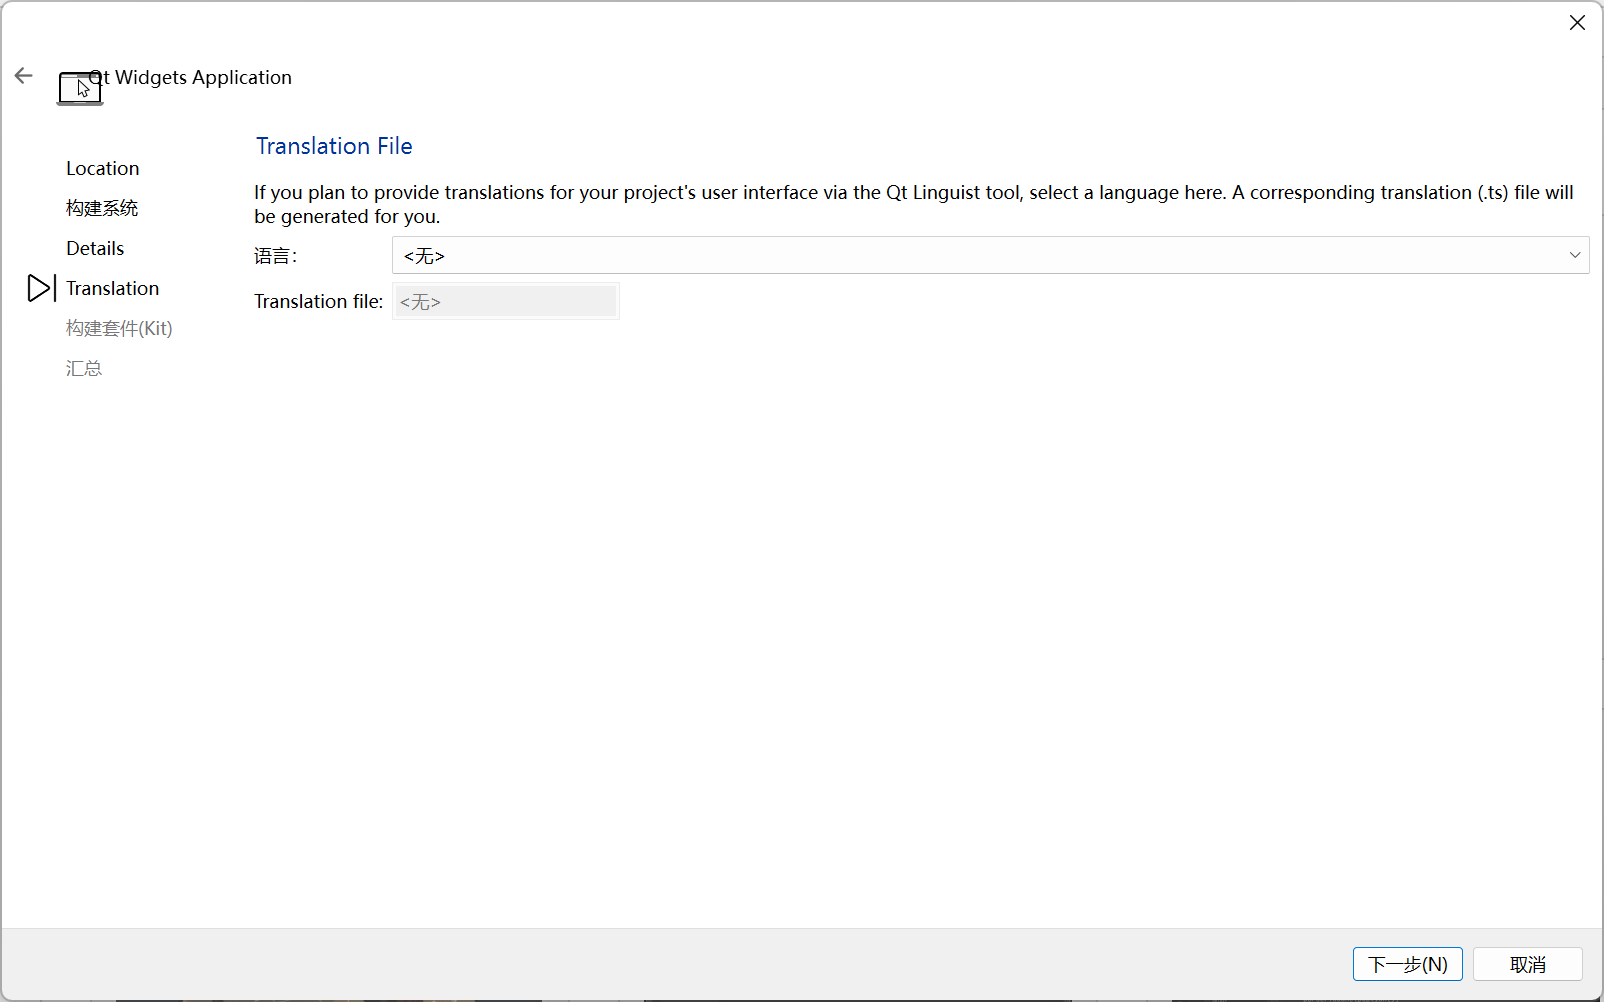 Qt Widgets Application
Location
构建系统
Details
Translation
构建套件(Kit)
汇总
Translation File
If you plan to provide translations for your project's user interface via the Qt Linguist tool, select a language here. A corresponding translation (.ts) file will
be generated for you.
语言：
<无>
Translation file:
<无>
下一步(N)
取消